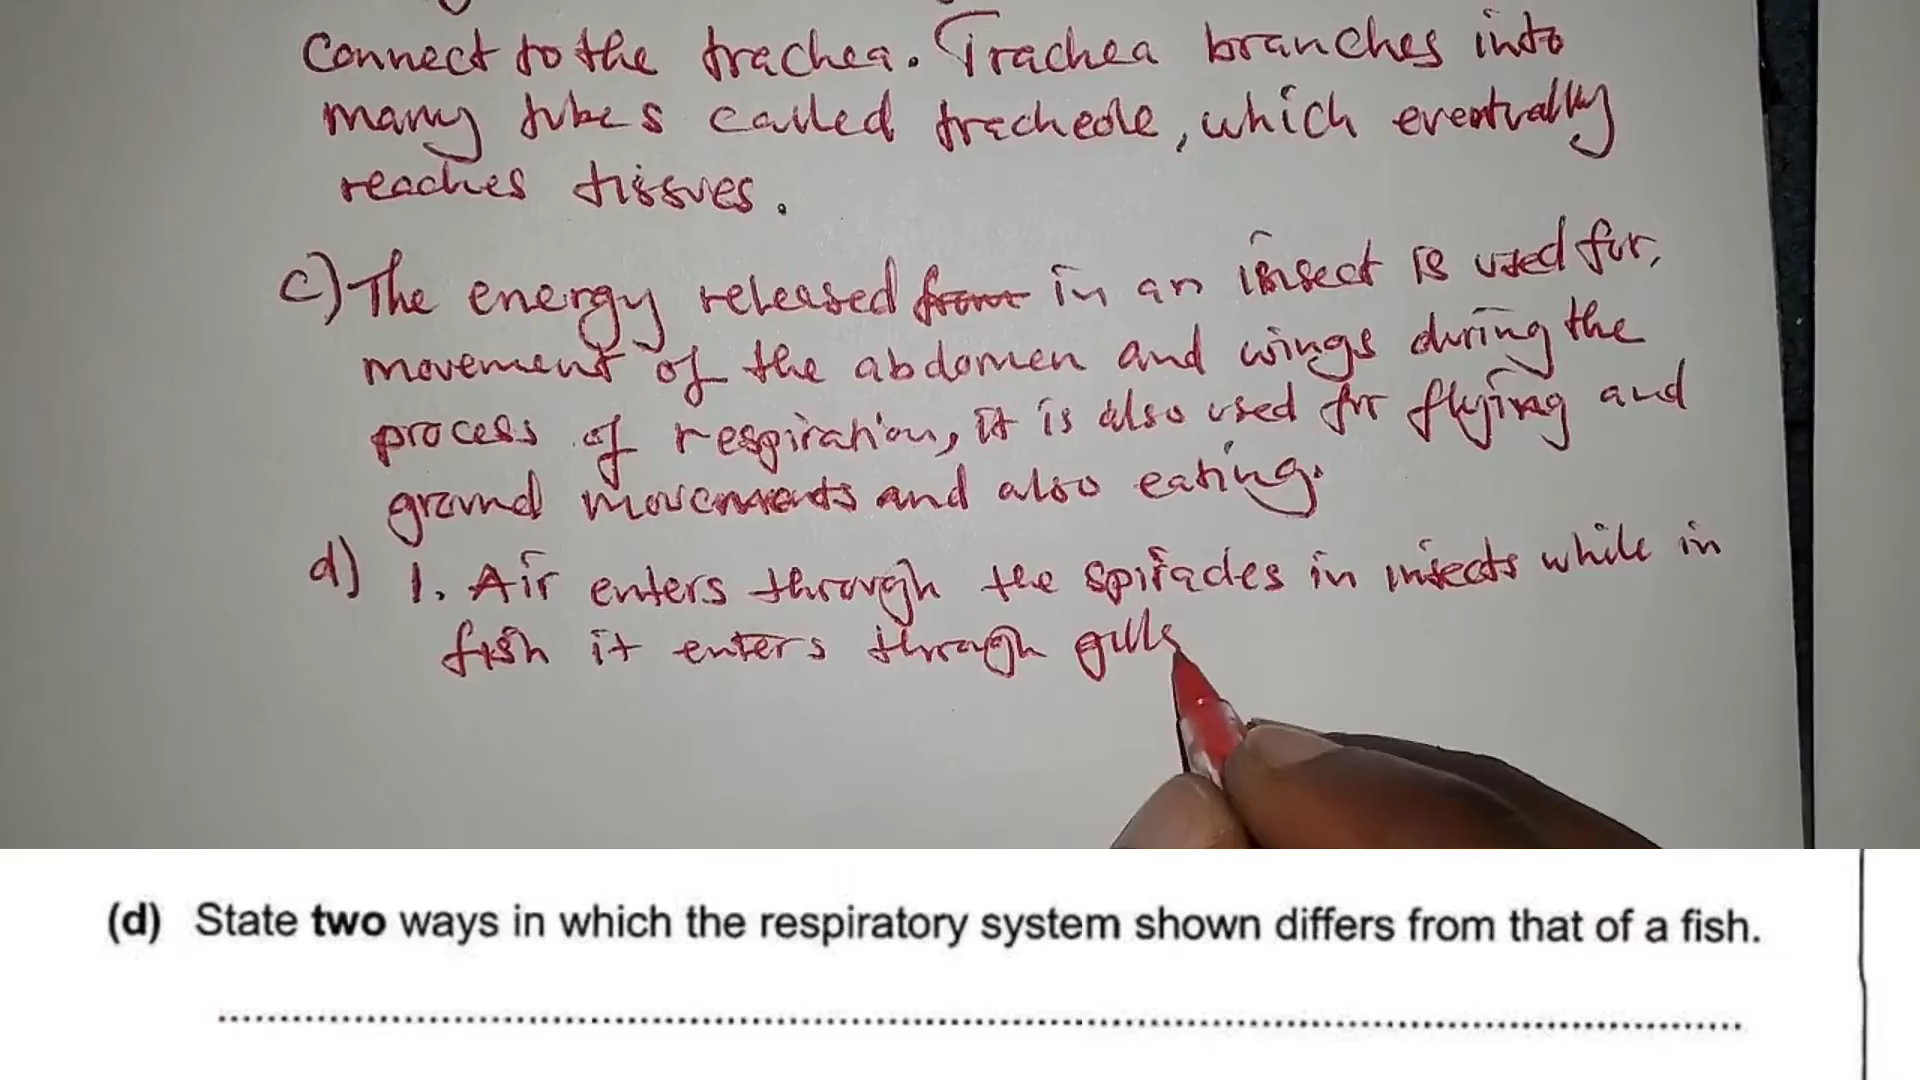 Connect to the trachea. Trachea branches into
many tubes called tracheole, which eventually
reaches tissues.
c) The energy released from in an insect is used for,
movement of the abdomen and wings during the
process of respiration, it is also used for flying and
ground movements and also eating.
d) 1. Air enters through the spiracles in insects while in
fish it enters through gills
(d) State two ways in which the respiratory system shown differs from that of a fish.